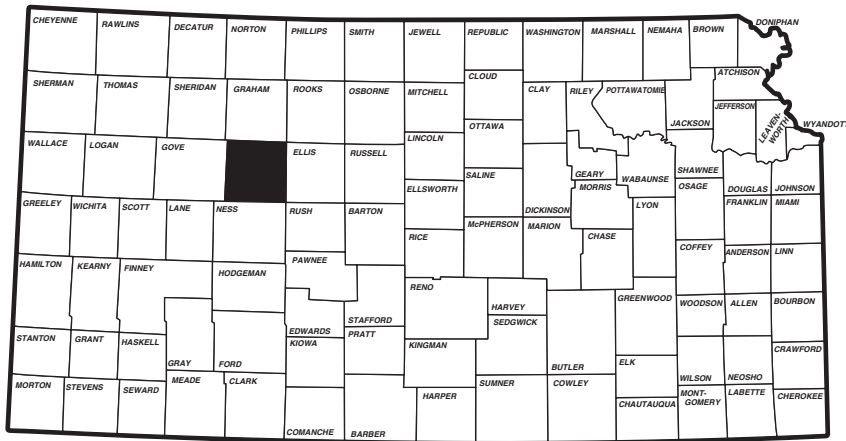 CHEYENNE
RAWLINS
DECATUR
NORTON
PHILLIPS
SMITH
JEWELL
REPUBLIC
WASHINGTON
MARSHALL
NEMAHA
BROWN
DONIPHAN
SHERMAN
THOMAS
SHERIDAN
GRAHAM
ROOKS
OSBORNE
MITCHELL
CLOUD
CLAY
RILEY
POTTAWATOMIE
JACKSON
ATCHISON
JEFFERSON
LEAVEN-
WORTH
WYANDOTT
WALLACE
LOGAN
GOVE
ELLIS
RUSSELL
LINCOLN
OTTAWA
SALINE
ELLSWORTH
DICKINSON
GEARY
MORRIS
WABAUNSE
SHAWNEE
OSAGE
DOUGLAS
JOHNSON
GREELEY
WICHITA
SCOTT
LANE
NESS
RUSH
BARTON
RICE
McPHERSON
MARION
CHASE
LYON
FRANKLIN
MIAMI
COFFEY
ANDERSON
LINN
HAMILTON
KEARNY
FINNEY
HODGEMAN
PAWNEE
STAFFORD
EDWARDS
RENO
HARVEY
SEDGWICK
BUTLER
GREENWOOD
WOODSON
ALLEN
BOURBON
STANTON
GRANT
HASKELL
GRAY
FORD
KIOWA
PRATT
KINGMAN
ELK
WILSON
NEOSHO
CRAWFORD
MORTON
STEVENS
SEWARD
MEADE
CLARK
COMANCHE
BARBER
HARPER
SUMNER
COWLEY
CHAUTAUQUA
MONT-
GOMERY
LABETTE
CHEROKEE